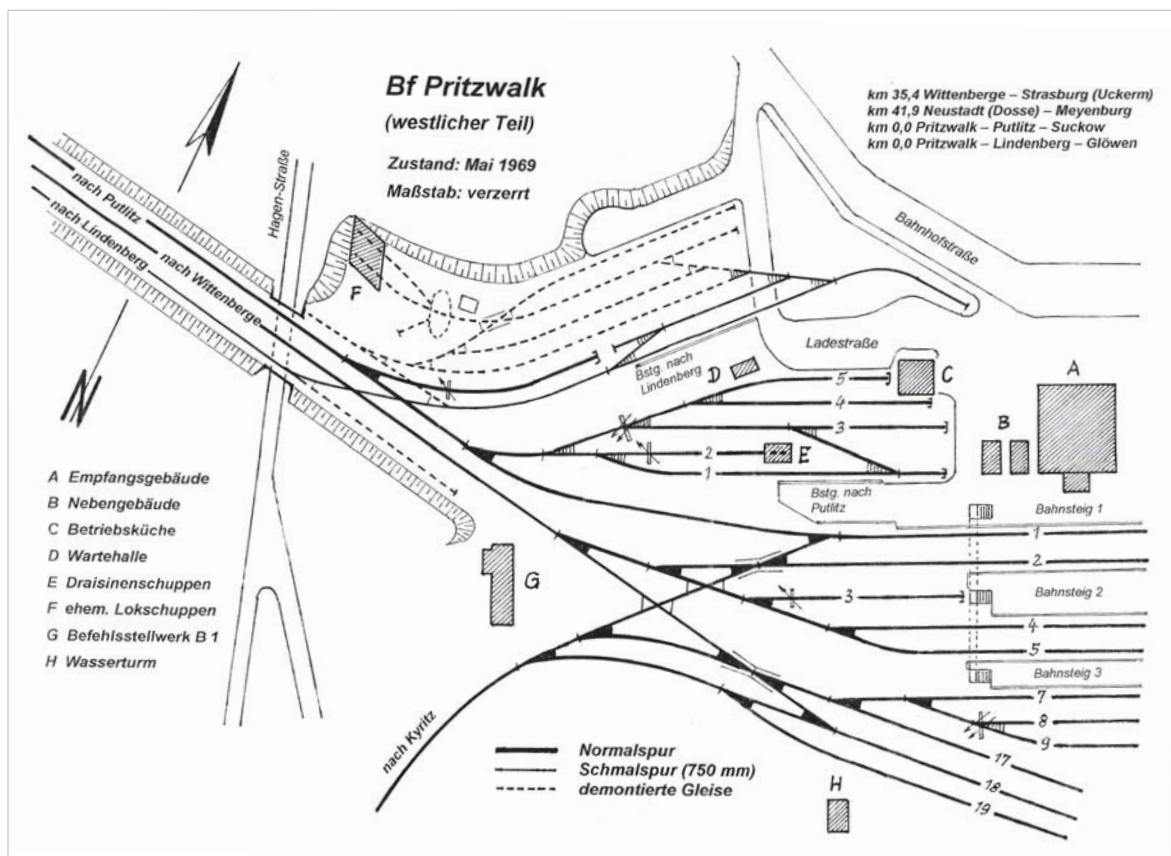 Bf Pritzwalk
(westlicher Teil)
Zustand: Mai 1969
Maßstab: verzerrt
km 35,4 Wittenberge – Strasburg (Uckerm)
km 41,9 Neustadt (Dosse) – Meyenburg
km 0,0 Pritzwalk – Putlitz – Suckow
km 0,0 Pritzwalk – Lindenberg – Glöwen
Hagen-Straße
nach Putlitz
nach Wittenberge
nach Lindenberg
N
Bahnhofstraße
Ladestraße
Bstg. nach
Lindenberg
F
D
C
A
B
E
5
4
3
2
1
Bstg. nach
Putlitz
Bahnsteig 1
1
2
Bahnsteig 2
3
4
5
Bahnsteig 3
7
8
9
17
18
19
G
H
nach Kyritz
A Empfangsgebäude
B Nebengebäude
C Betriebsküche
D Wartehalle
E Draisinenschuppen
F ehem. Lokschuppen
G Befehlsstellwerk B 1
H Wasserturm
Normalspur
Schmalspur (750 mm)
demontierte Gleise